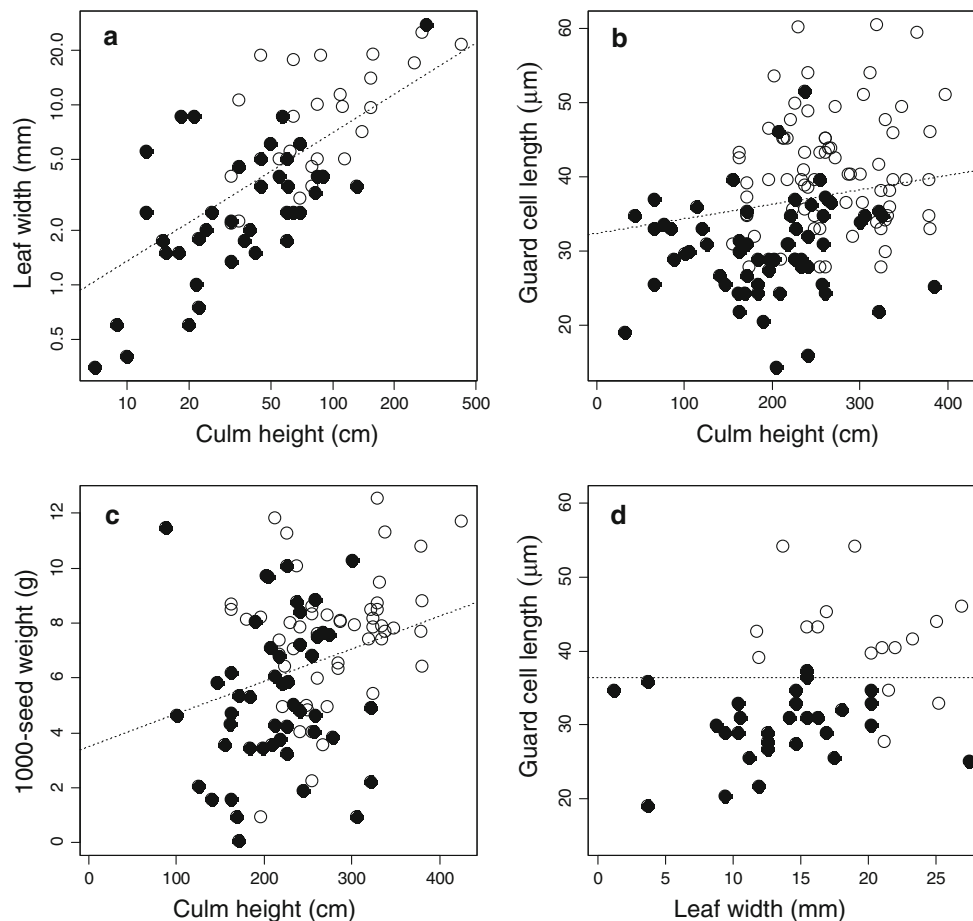 a
Leaf width (mm)
20.0
10.0
5.0
2.0
1.0
0.5
10 20 50 100 200 500
Culm height (cm)
b
Guard cell length (μm)
60
50
40
30
20
0 100 200 300 400
Culm height (cm)
c
1000-seed weight (g)
12
10
8
6
4
2
0
0 100 200 300 400
Culm height (cm)
d
Guard cell length (μm)
60
50
40
30
20
0 5 10 15 20 25
Leaf width (mm)